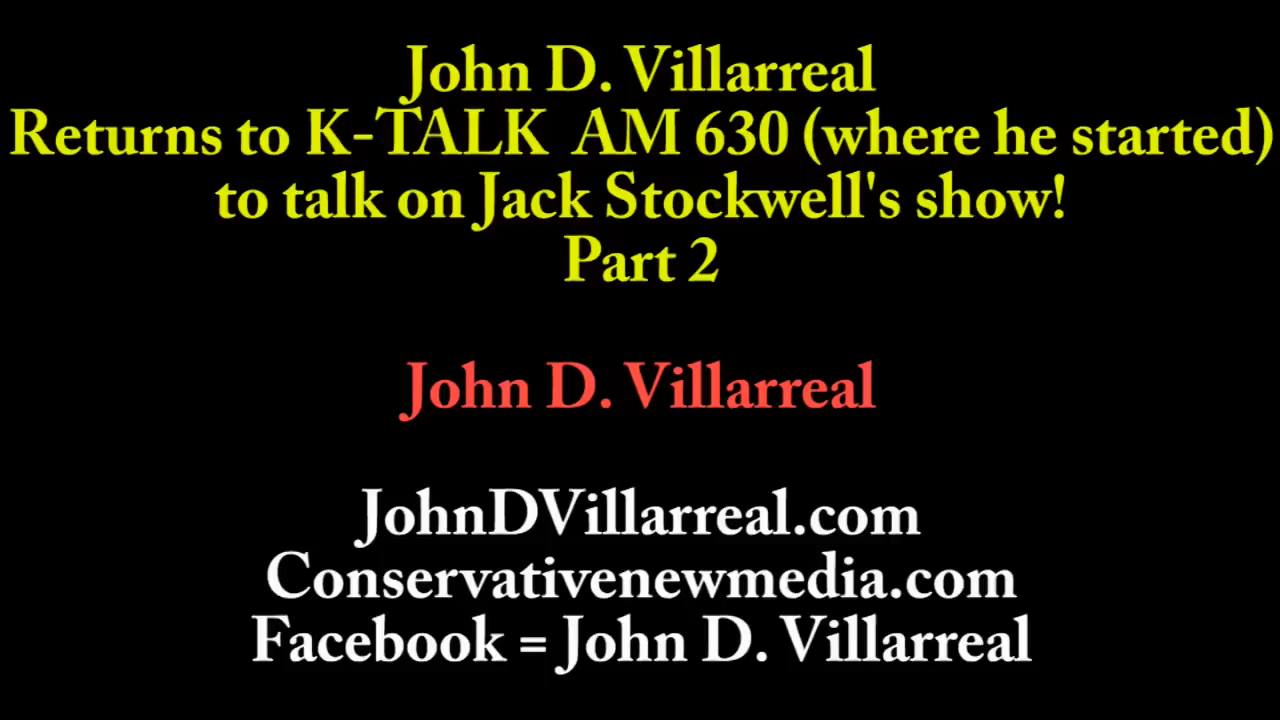 John D. Villarreal
Returns to K-TALK AM 630 (where he started)
to talk on Jack Stockwell's show!
Part 2
John D. Villarreal
JohnDVillarreal.com
Conservativenewmedia.com
Facebook = John D. Villarreal